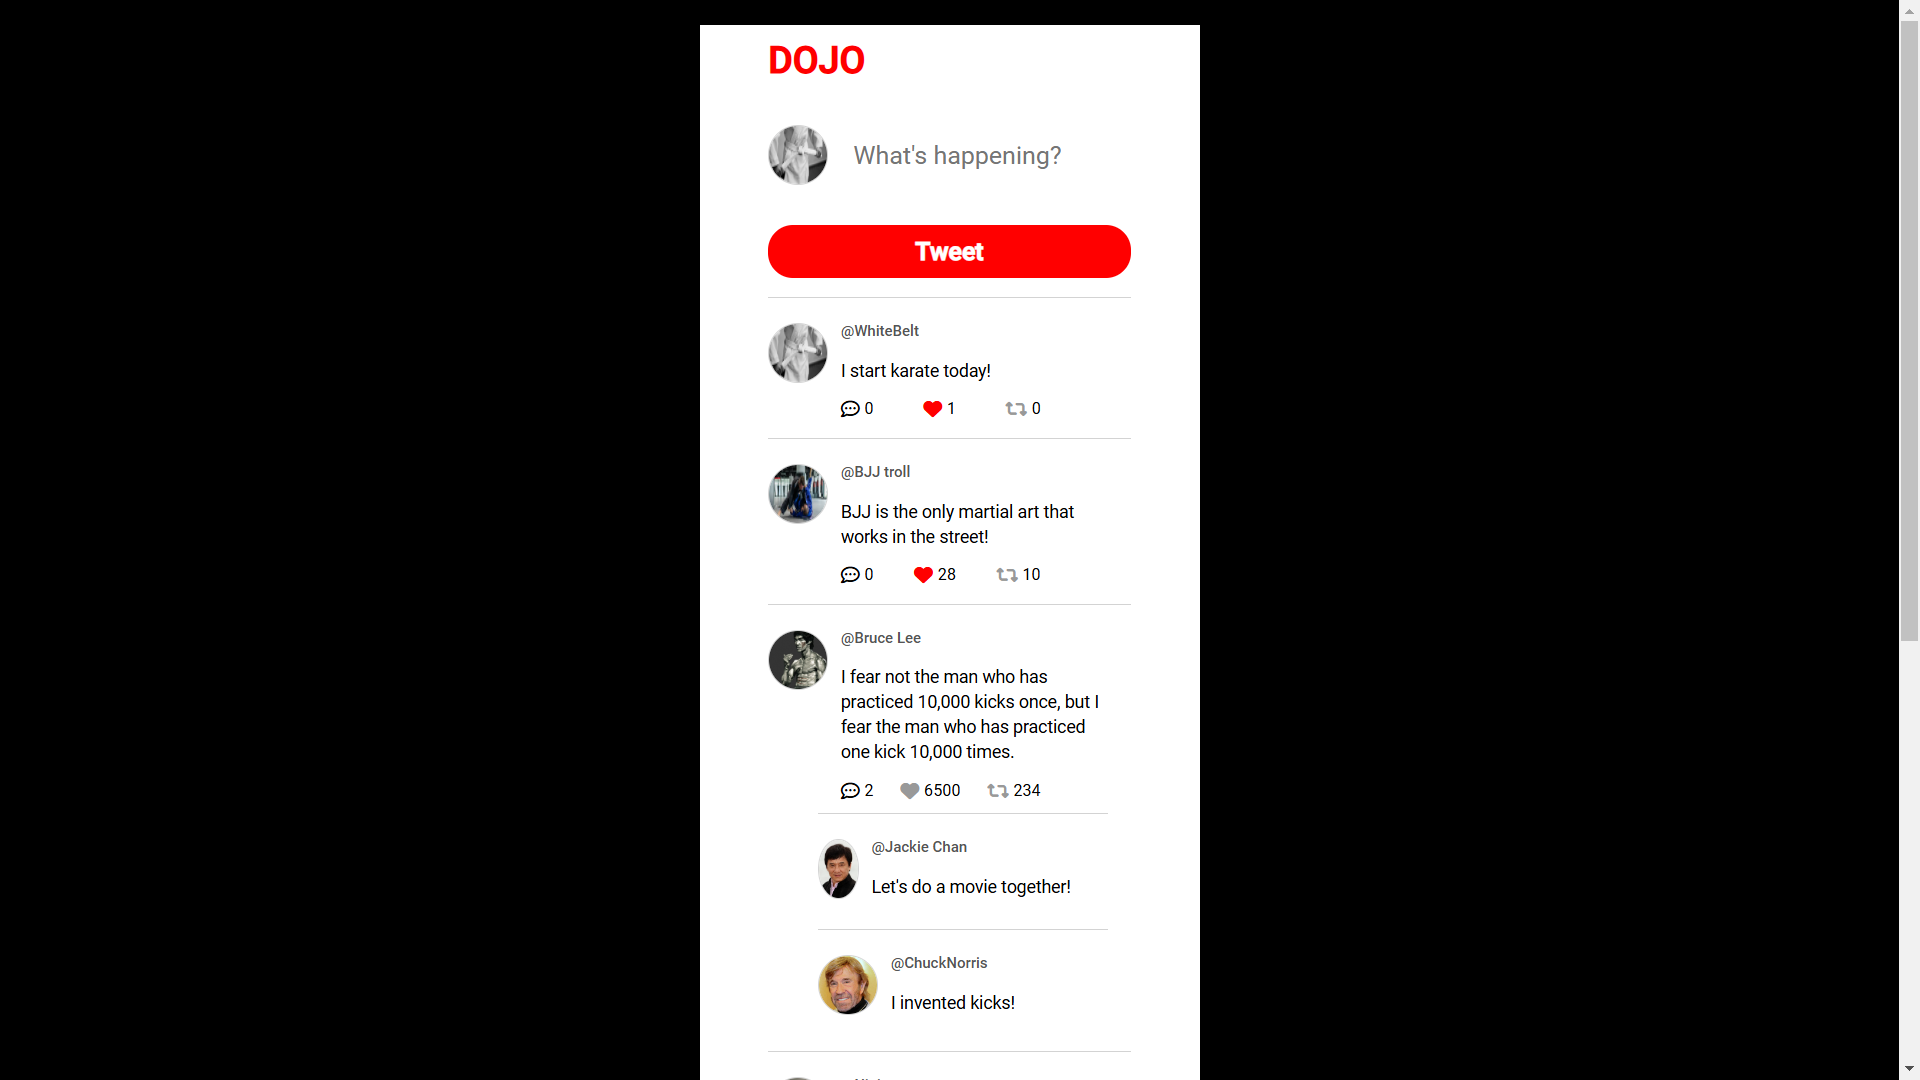 DOJO
What's happening?
Tweet
@WhiteBelt
I start karate today!
0 1 0
@BJJ troll
BJJ is the only martial art that
works in the street!
0 28 10
@Bruce Lee
I fear not the man who has
practiced 10,000 kicks once, but I
fear the man who has practiced
one kick 10,000 times.
2 6500 234
@Jackie Chan
Let's do a movie together!
@ChuckNorris
I invented kicks!